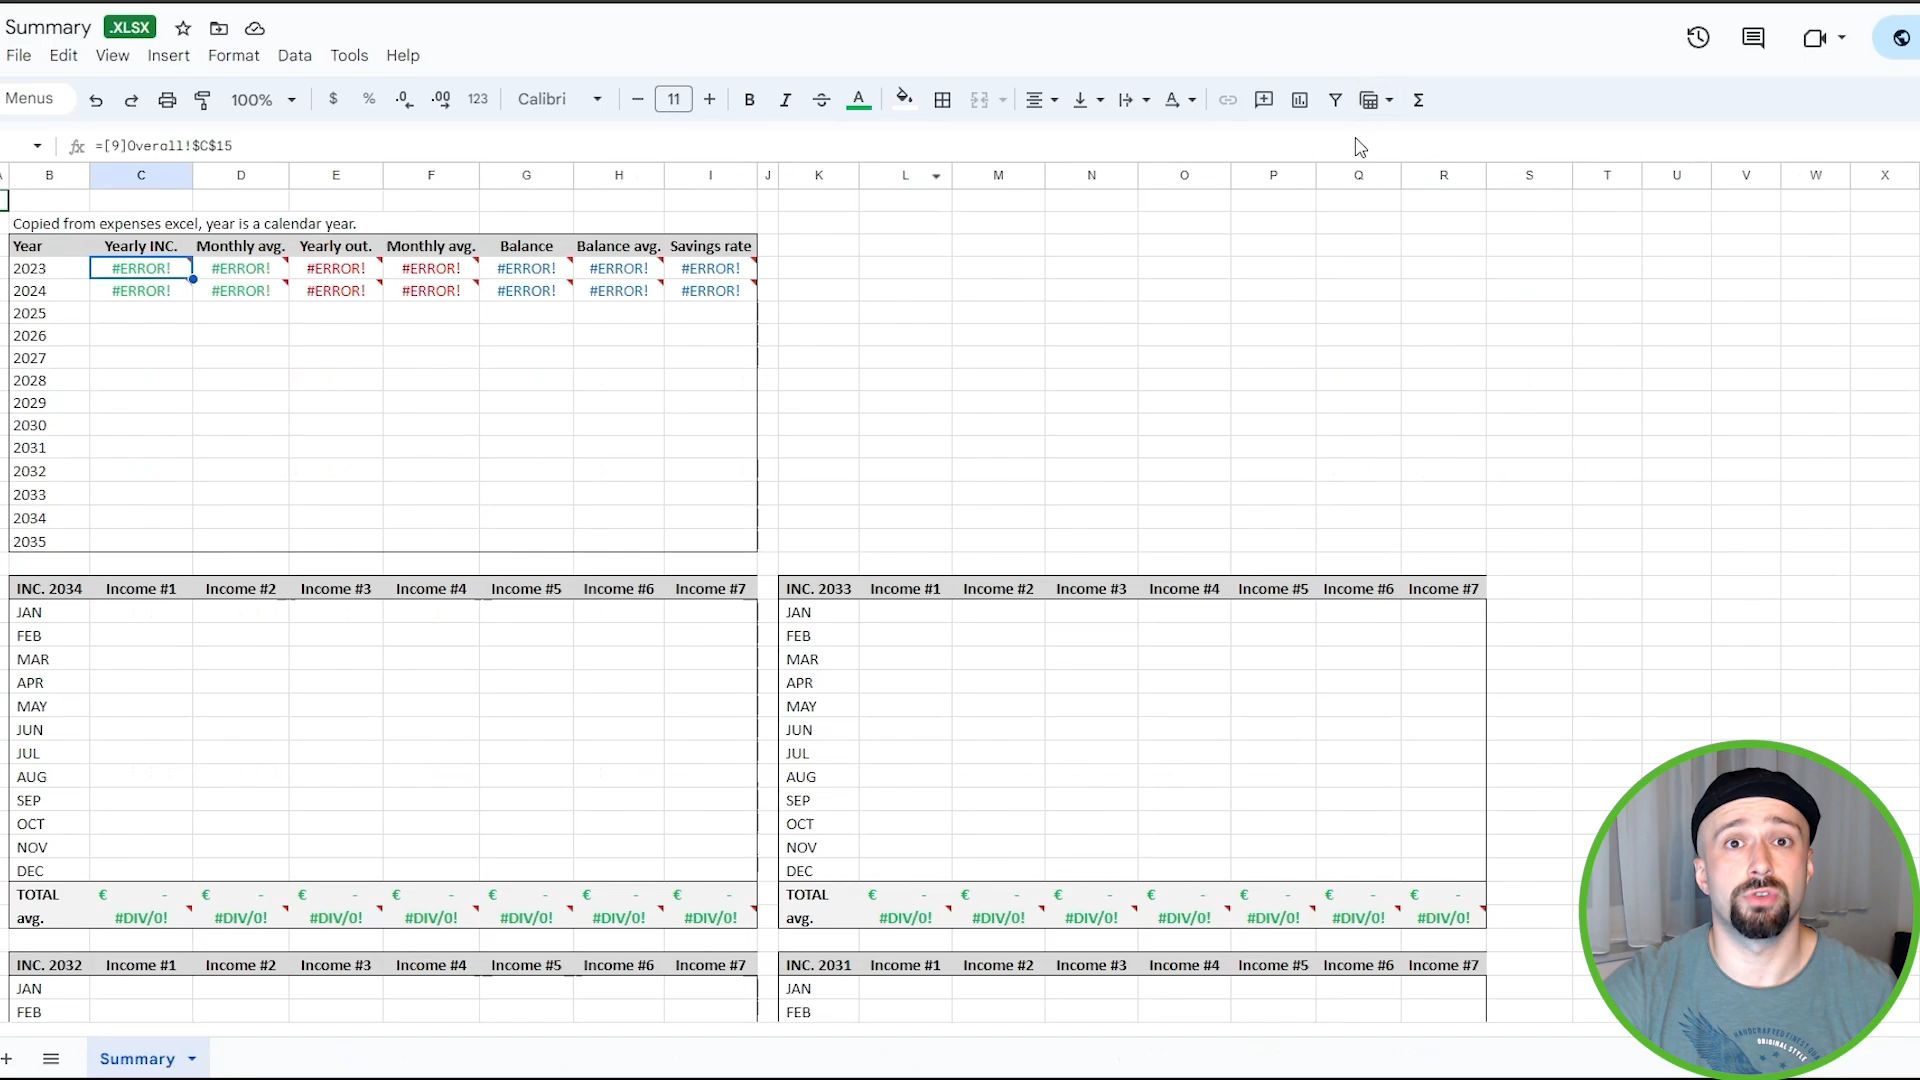 Summary .XLSX
File Edit View Insert Format Data Tools Help
Menus 100% $ % .0 .00 123 Calibri 11 B I A Σ
fx =[9]Overall!$C$15
B C D E F G H I J K L M N O P Q R S T U V W X
Copied from expenses excel, year is a calendar year.
Year Yearly INC. Monthly avg. Yearly out. Monthly avg. Balance Balance avg. Savings rate
2023 #ERROR! #ERROR! #ERROR! #ERROR! #ERROR! #ERROR! #ERROR!
2024 #ERROR! #ERROR! #ERROR! #ERROR! #ERROR! #ERROR! #ERROR!
2025
2026
2027
2028
2029
2030
2031
2032
2033
2034
2035
INC. 2034 Income #1 Income #2 Income #3 Income #4 Income #5 Income #6 Income #7 INC. 2033 Income #1 Income #2 Income #3 Income #4 Income #5 Income #6 Income #7
JAN JAN
FEB FEB
MAR MAR
APR APR
MAY MAY
JUN JUN
JUL JUL
AUG AUG
SEP SEP
OCT OCT
NOV NOV
DEC DEC
TOTAL € - € - € - € - € - € - € - TOTAL € - € - € - € - € - € - € -
avg. #DIV/0! #DIV/0! #DIV/0! #DIV/0! #DIV/0! #DIV/0! #DIV/0! avg. #DIV/0! #DIV/0! #DIV/0! #DIV/0! #DIV/0! #DIV/0! #DIV/0!
INC. 2032 Income #1 Income #2 Income #3 Income #4 Income #5 Income #6 Income #7 INC. 2031 Income #1 Income #2 Income #3 Income #4 Income #5 Income #6 Income #7
JAN JAN
FEB FEB
HANDCRAFTED FINEST
ORIGINAL STYLE
Summary